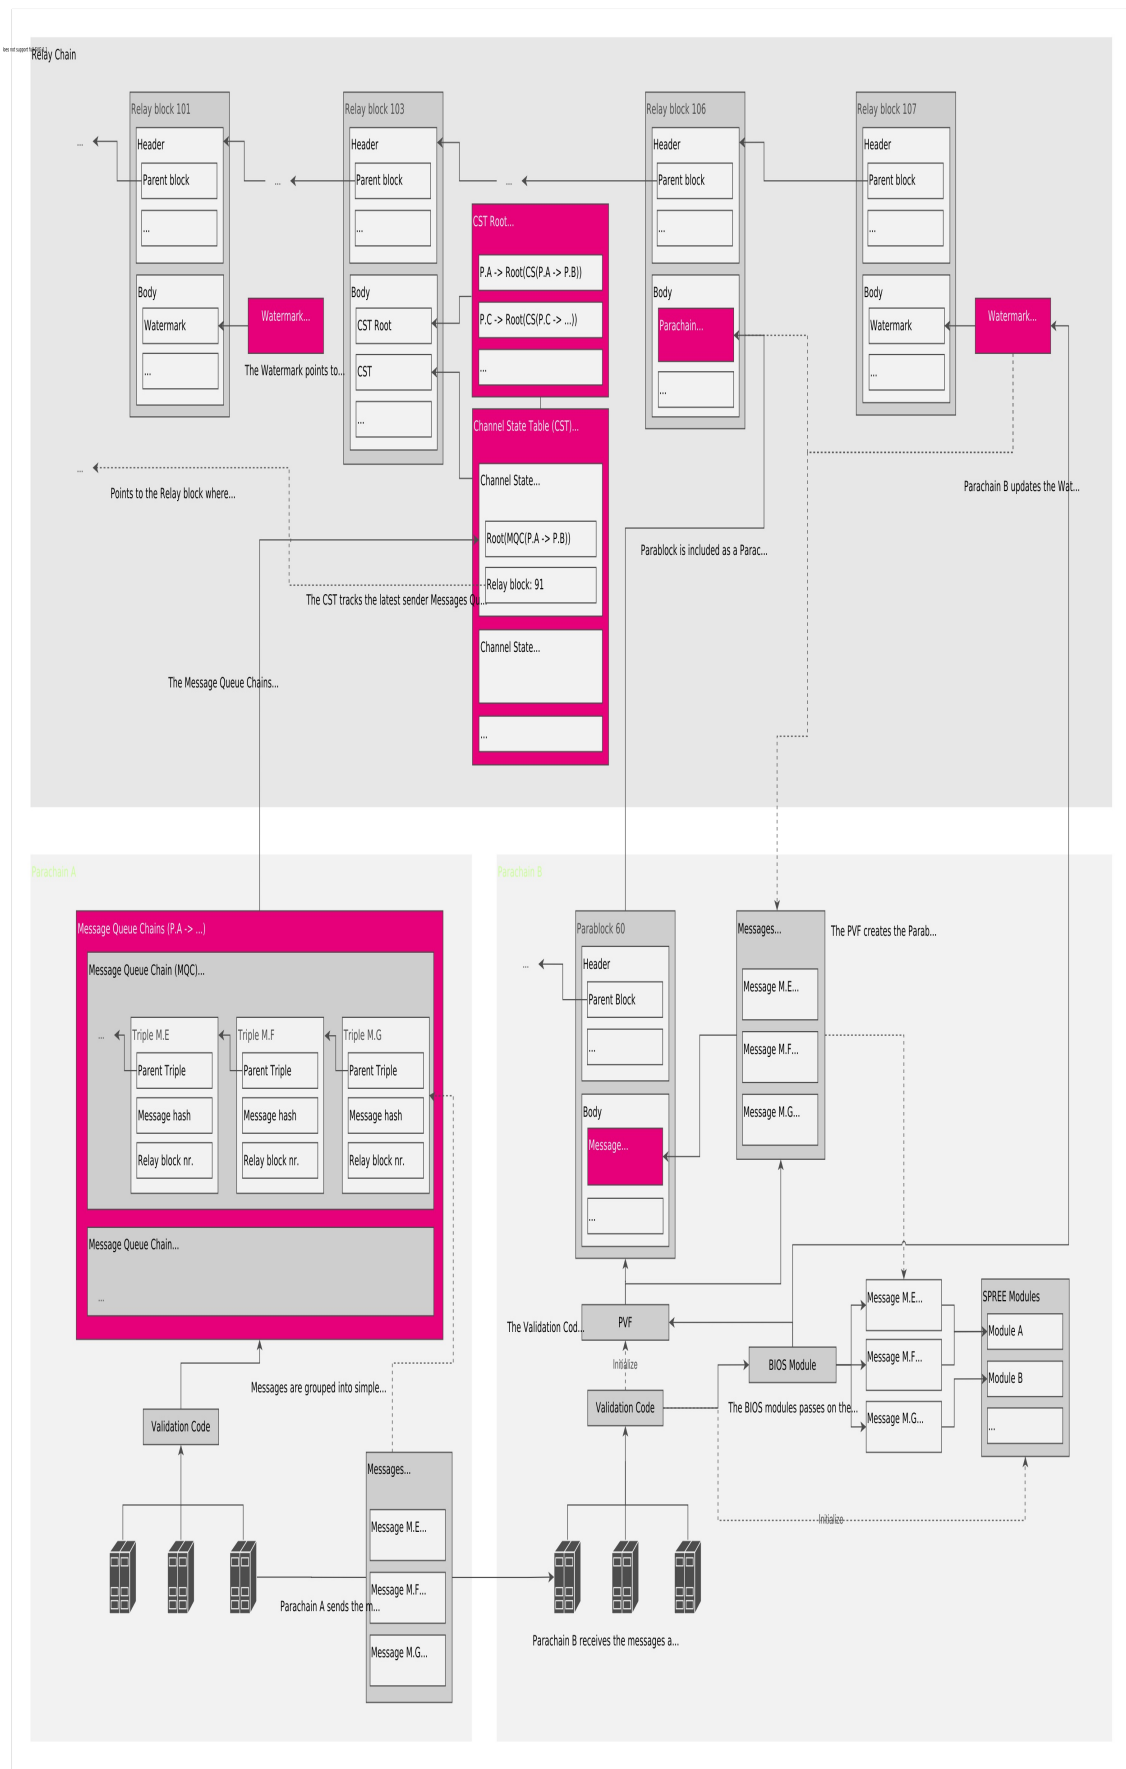 Relay Chain
Relay block 101
Header
Parent block
...
Body
Watermark
...
Watermark...
The Watermark points to...
...
...
Relay block 103
Header
Parent block
...
Body
CST Root
CST
...
...
CST Root...
P.A -> Root(CS(P.A -> P.B))
P.C -> Root(CS(P.C -> ...))
...
Channel State Table (CST)...
Channel State...
Root(MQC(P.A -> P.B))
Relay block: 91
Channel State...
...
Relay block 106
Header
Parent block
...
Body
Parachain...
...
Relay block 107
Header
Parent block
...
Body
Watermark
...
Watermark...
...
Points to the Relay block where...
Parachain B updates the Wat...
Parablock is included as a Parac...
The CST tracks the latest sender Messages Qu...
The Message Queue Chains...
Parachain A
Message Queue Chains (P.A -> ...)
Message Queue Chain (MQC)...
...
Triple M.E
Parent Triple
Message hash
Relay block nr.
Triple M.F
Parent Triple
Message hash
Relay block nr.
Triple M.G
Parent Triple
Message hash
Relay block nr.
Message Queue Chain...
...
Messages are grouped into simple...
Validation Code
Messages...
Message M.E...
Message M.F...
Message M.G...
Parachain A sends the m...
Parachain B
Parablock 60
Header
Parent Block
...
...
Body
Message...
...
Messages...
Message M.E...
Message M.F...
Message M.G...
The PVF creates the Parab...
The Validation Cod...
PVF
Initialize
Validation Code
BIOS Module
The BIOS modules passes on the...
Message M.E...
Message M.F...
Message M.G...
SPREE Modules
Module A
Module B
...
Initialize
Parachain B receives the messages a...